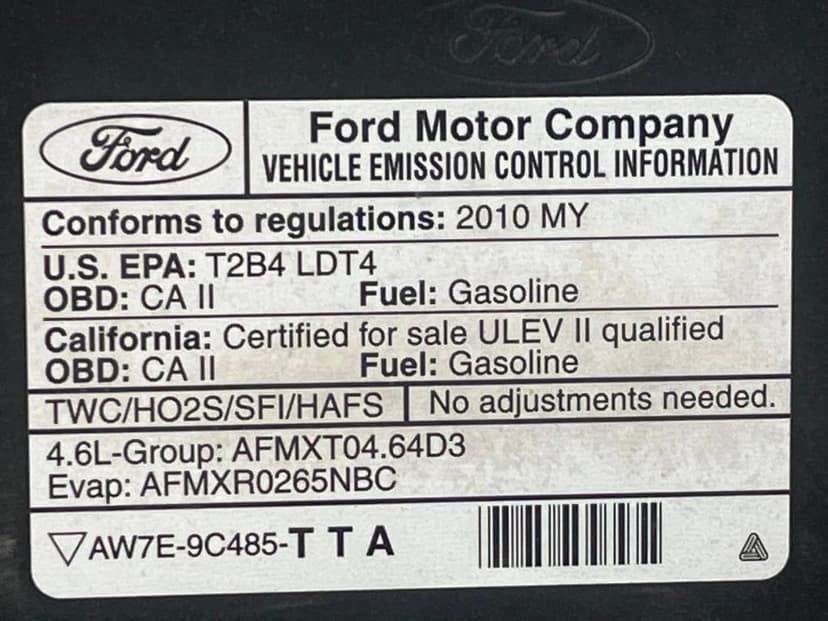 Ford
Ford
Ford Motor Company
VEHICLE EMISSION CONTROL INFORMATION
Conforms to regulations: 2010 MY
U.S. EPA: T2B4 LDT4
OBD: CA II Fuel: Gasoline
California: Certified for sale ULEV II qualified
OBD: CA II Fuel: Gasoline
TWC/HO2S/SFI/HAFS No adjustments needed.
4.6L-Group: AFMXT04.64D3
Evap: AFMXR0265NBC
AW7E-9C485-TTA